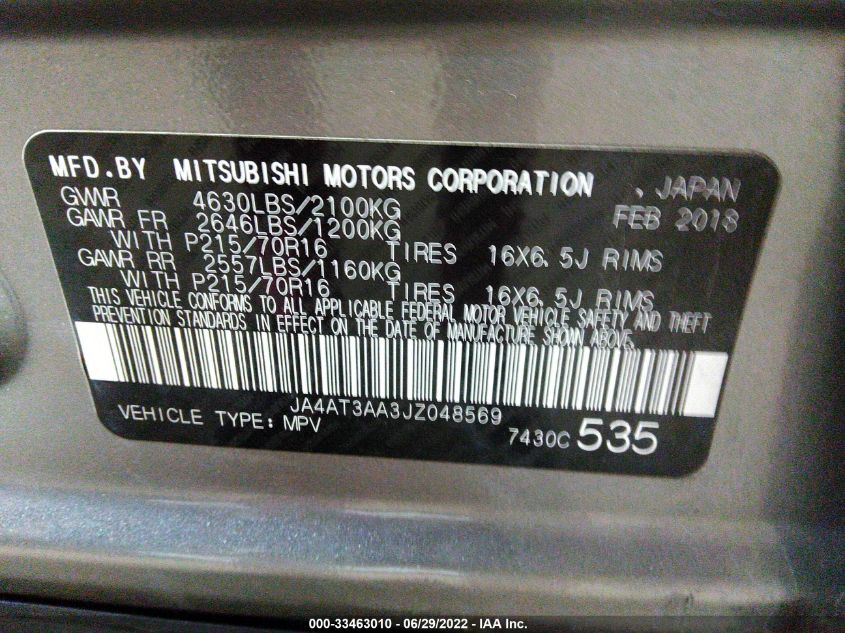 MFD.BY MITSUBISHI MOTORS CORPORATION , JAPAN
GVWR 4630LBS/2100KG FEB 2018
GAWR FR 2646LBS/1200KG
WITH P215/70R16 TIRES 16X6.5J RIMS
GAWR RR 2557LBS/1160KG
WITH P215/70R16 TIRES 16X6.5J RIMS
THIS VEHICLE CONFORMS TO ALL APPLICABLE FEDERAL MOTOR VEHICLE SAFETY AND THEFT
PREVENTION STANDARDS IN EFFECT ON THE DATE OF MANUFACTURE SHOWN ABOVE.
JA4AT3AA3JZ048569
VEHICLE TYPE: MPV 7430C 535
000-33463010 - 06/29/2022 - IAA Inc.